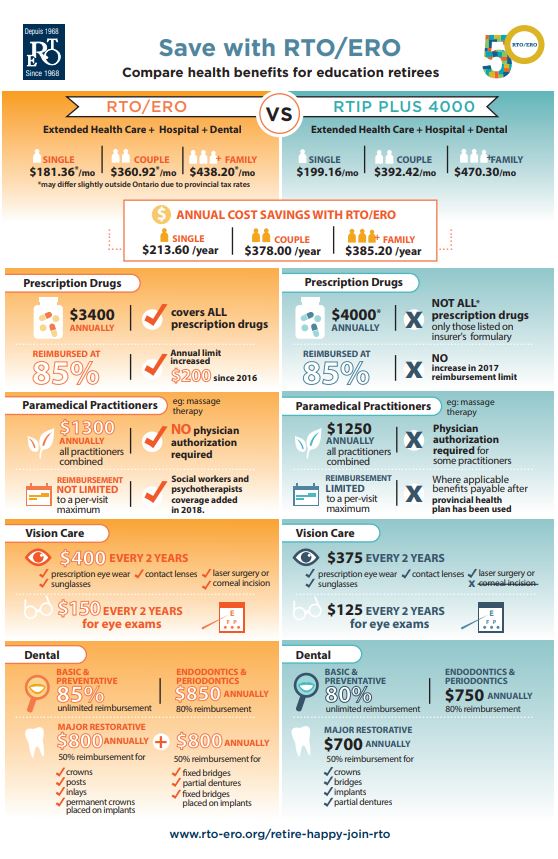 Depuis 1968
RTO
ERO
Since 1968
Save with RTO/ERO
Compare health benefits for education retirees
50
RTO/ERO
RTO/ERO
VS
RTIP PLUS 4000
Extended Health Care + Hospital + Dental
SINGLE
$181.36*/mo
COUPLE
$360.92*/mo
+ FAMILY
$438.20*/mo
*may differ slightly outside Ontario due to provincial tax rates
Extended Health Care + Hospital + Dental
SINGLE
$199.16/mo
COUPLE
$392.42/mo
+FAMILY
$470.30/mo
$ ANNUAL COST SAVINGS WITH RTO/ERO
SINGLE
$213.60 /year
COUPLE
$378.00 /year
+ FAMILY
$385.20 /year
Prescription Drugs
$3400
ANNUALLY
covers ALL
prescription drugs
REIMBURSED AT
85%
Annual limit
increased
$200 since 2016
Prescription Drugs
$4000*
ANNUALLY
X
NOT ALL*
prescription drugs
only those listed on
insurer's formulary
REIMBURSED AT
85%
X
NO
increase in 2017
reimbursement limit
Paramedical Practitioners
eg: massage
therapy
$1300
ANNUALLY
all practitioners
combined
NO physician
authorization
required
REIMBURSEMENT
NOT LIMITED
to a per-visit
maximum
Social workers and
psychotherapists
coverage added
in 2018.
Paramedical Practitioners
eg: massage
therapy
$1250
ANNUALLY
all practitioners
combined
X
Physician
authorization
required for
some practitioners
REIMBURSEMENT
LIMITED
to a per-visit
maximum
X
Where applicable
benefits payable after
provincial health
plan has been used
Vision Care
$400 EVERY 2 YEARS
prescription eye wear
sunglasses
contact lenses
laser surgery or
corneal incision
$150 EVERY 2 YEARS
for eye exams
E
F P
Vision Care
$375 EVERY 2 YEARS
prescription eye wear
sunglasses
contact lenses
laser surgery or
X corneal incision
$125 EVERY 2 YEARS
for eye exams
E
F P
Dental
BASIC &
PREVENTATIVE
85%
unlimited reimbursement
ENDODONTICS &
PERIODONTICS
$850 ANNUALLY
80% reimbursement
MAJOR RESTORATIVE
$800 ANNUALLY + $800 ANNUALLY
50% reimbursement for
crowns
posts
inlays
permanent crowns
placed on implants
50% reimbursement for
fixed bridges
partial dentures
fixed bridges
placed on implants
Dental
BASIC &
PREVENTATIVE
80%
unlimited reimbursement
ENDODONTICS &
PERIODONTICS
$750 ANNUALLY
80% reimbursement
MAJOR RESTORATIVE
$700 ANNUALLY
50% reimbursement for
crowns
bridges
implants
partial dentures
www.rto-ero.org/retire-happy-join-rto